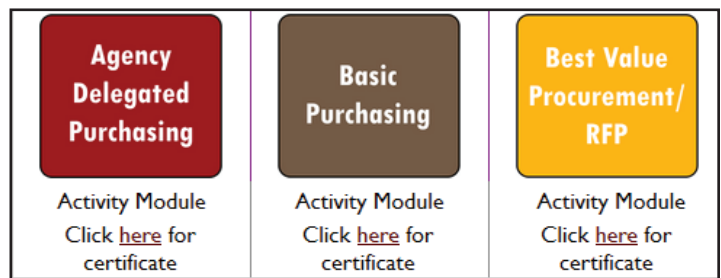 Agency
Delegated
Purchasing
Activity Module
Click here for
certificate
Basic
Purchasing
Activity Module
Click here for
certificate
Best Value
Procurement/
RFP
Activity Module
Click here for
certificate